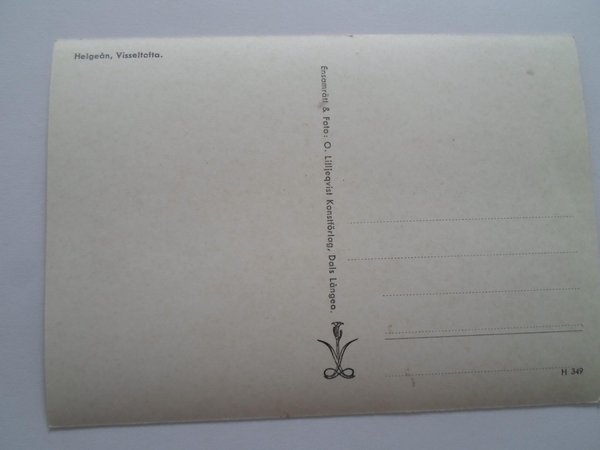 Helgeån, Visseltofta.
Ensamrätt & Foto: O. Lilljeqvist Konstförlag, Dals Långed.
H 349